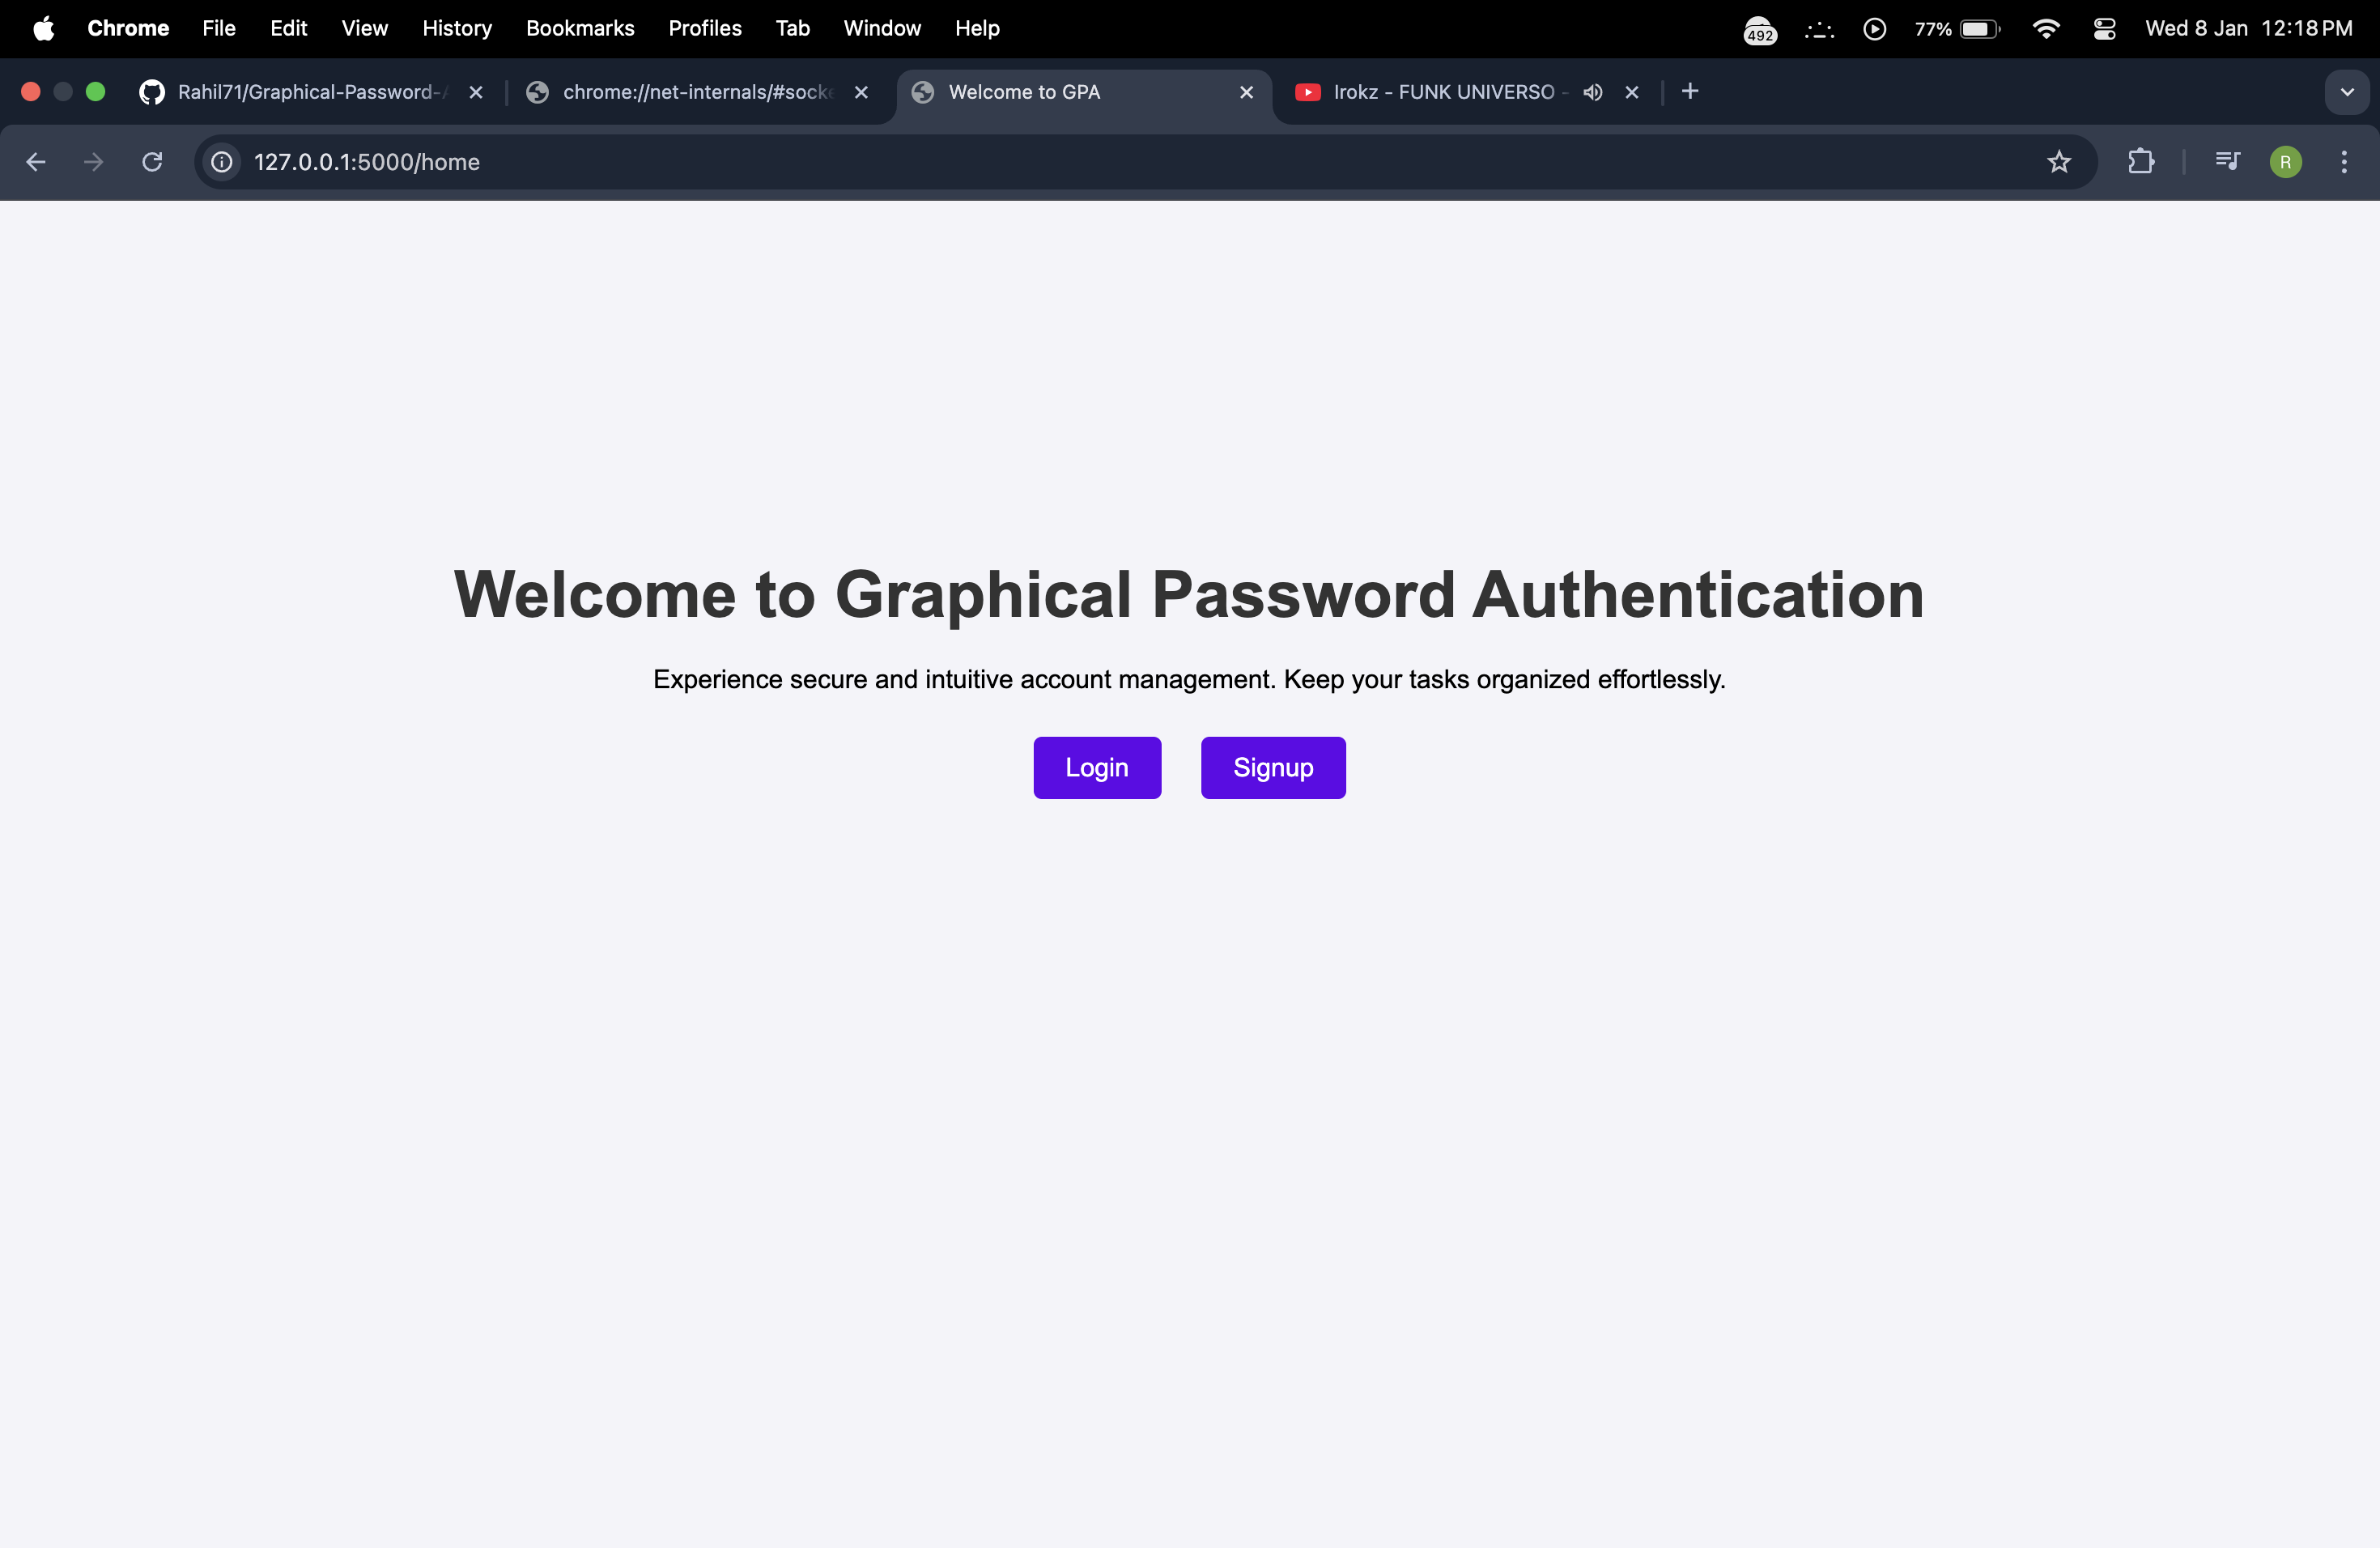 Chrome File Edit View History Bookmarks Profiles Tab Window Help 492 77% Wed 8 Jan 12:18 PM
Rahil71/Graphical-Password- chrome://net-internals/#socke Welcome to GPA Irokz - FUNK UNIVERSO -
127.0.0.1:5000/home R
Welcome to Graphical Password Authentication
Experience secure and intuitive account management. Keep your tasks organized effortlessly.
Login Signup